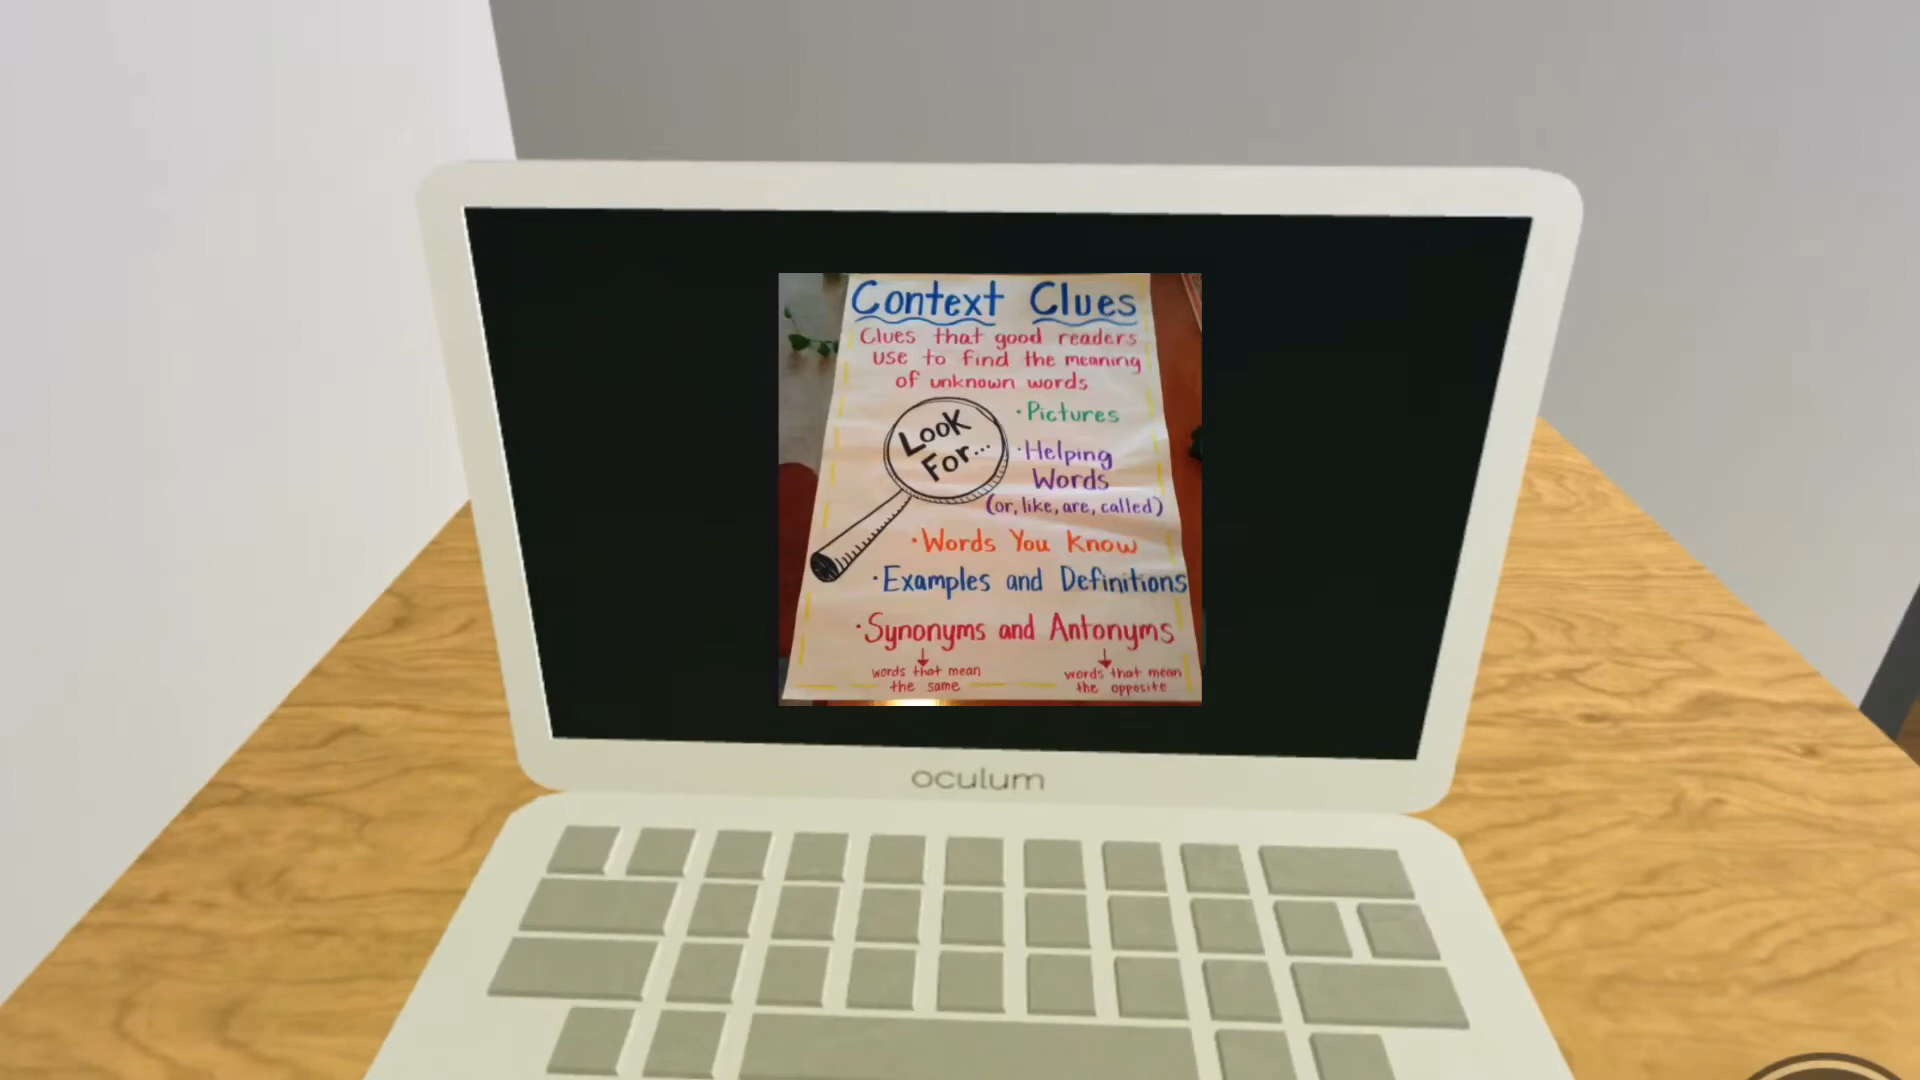 Context Clues
Clues that good readers
use to find the meaning
of unknown words
Look
For...
·Pictures
·Helping
Words
(or, like, are, called)
·Words You Know
·Examples and Definitions
·Synonyms and Antonyms
words that mean
the same
words that mean
the opposite
oculum